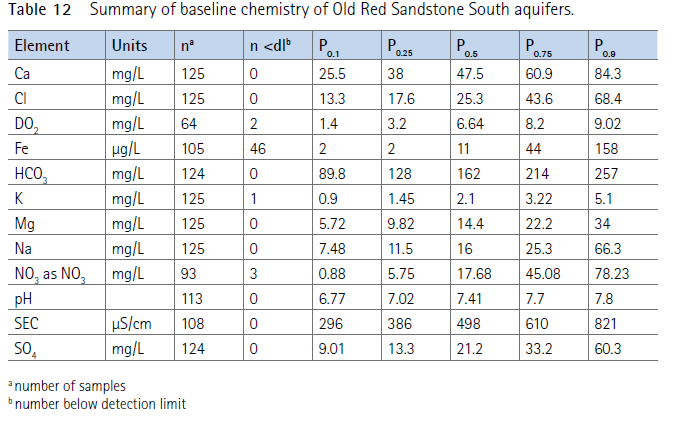 Table 12 Summary of baseline chemistry of Old Red Sandstone South aquifers.
Element Units nᵃ n <dlᵇ P0.1 P0.25 P0.5 P0.75 P0.9
Ca mg/L 125 0 25.5 38 47.5 60.9 84.3
Cl mg/L 125 0 13.3 17.6 25.3 43.6 68.4
DO₂ mg/L 64 2 1.4 3.2 6.64 8.2 9.02
Fe µg/L 105 46 2 2 11 44 158
HCO₃ mg/L 124 0 89.8 128 162 214 257
K mg/L 125 1 0.9 1.45 2.1 3.22 5.1
Mg mg/L 125 0 5.72 9.82 14.4 22.2 34
Na mg/L 125 0 7.48 11.5 16 25.3 66.3
NO₃ as NO₃ mg/L 93 3 0.88 5.75 17.68 45.08 78.23
pH 113 0 6.77 7.02 7.41 7.7 7.8
SEC µS/cm 108 0 296 386 498 610 821
SO₄ mg/L 124 0 9.01 13.3 21.2 33.2 60.3
ᵃ number of samples
ᵇ number below detection limit